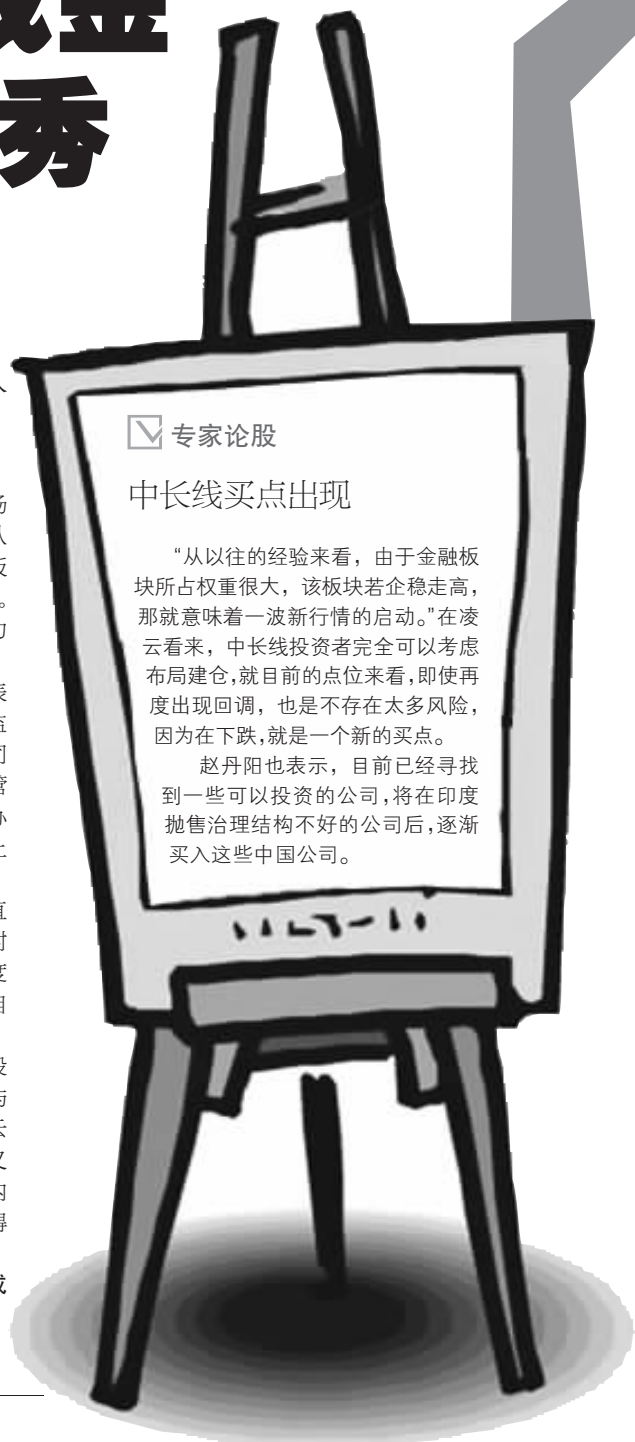 金
秀
专家论股
中长线买点出现
“从以往的经验来看，由于金融板
块所占权重很大，该板块若企稳走高，
那就意味着一波新行情的启动。”在凌
云看来，中长线投资者完全可以考虑
布局建仓，就目前的点位来看，即使再
度出现回调，也是不存在太多风险，
因为在下跌，就是一个新的买点。
赵丹阳也表示，目前已经寻找
到一些可以投资的公司，将在印度
抛售治理结构不好的公司后，逐渐
买入这些中国公司。